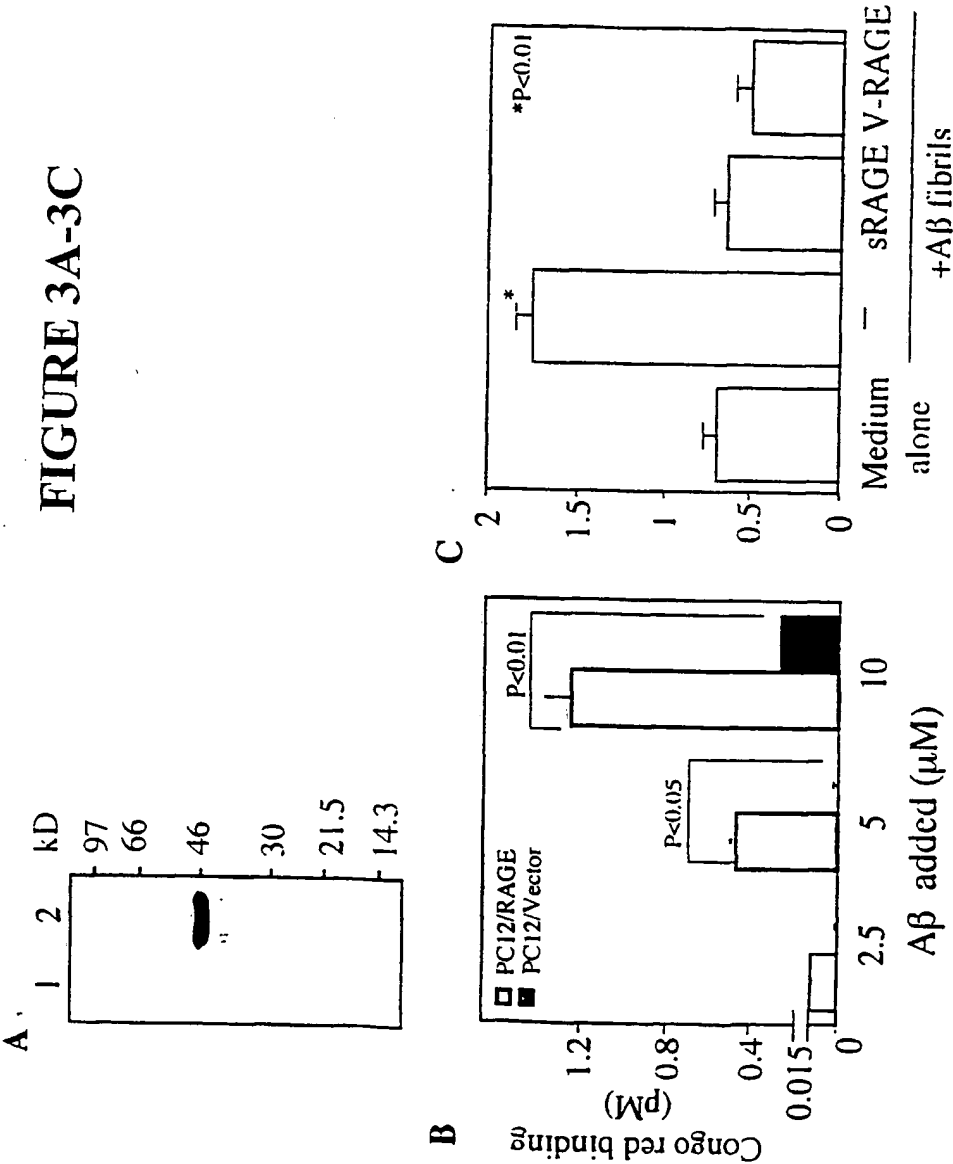 FIGURE 3A-3C
A
1 2 kD
97
66
46
30
21.5
14.3
B
PC12/RAGE
PC12/Vector
P<0.05
P<0.01
Congo red binding
(pM)
1.2
0.8
0.4
0.015
0
2.5 5 10
Aβ added (µM)
C
*P<0.01
*
2
1.5
1
0.5
0
Medium alone
– sRAGE V-RAGE
+Aβ fibrils